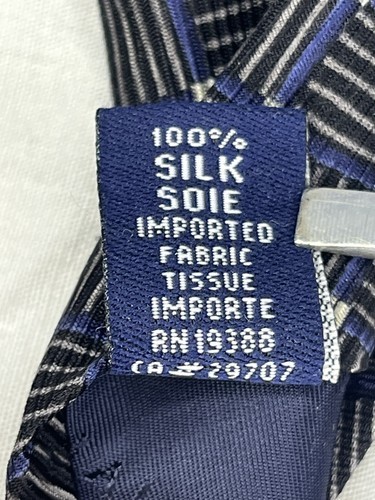 100%
SILK
SOIE
IMPORTED
FABRIC
TISSUE
IMPORTE
RN 19388
CA # 29707